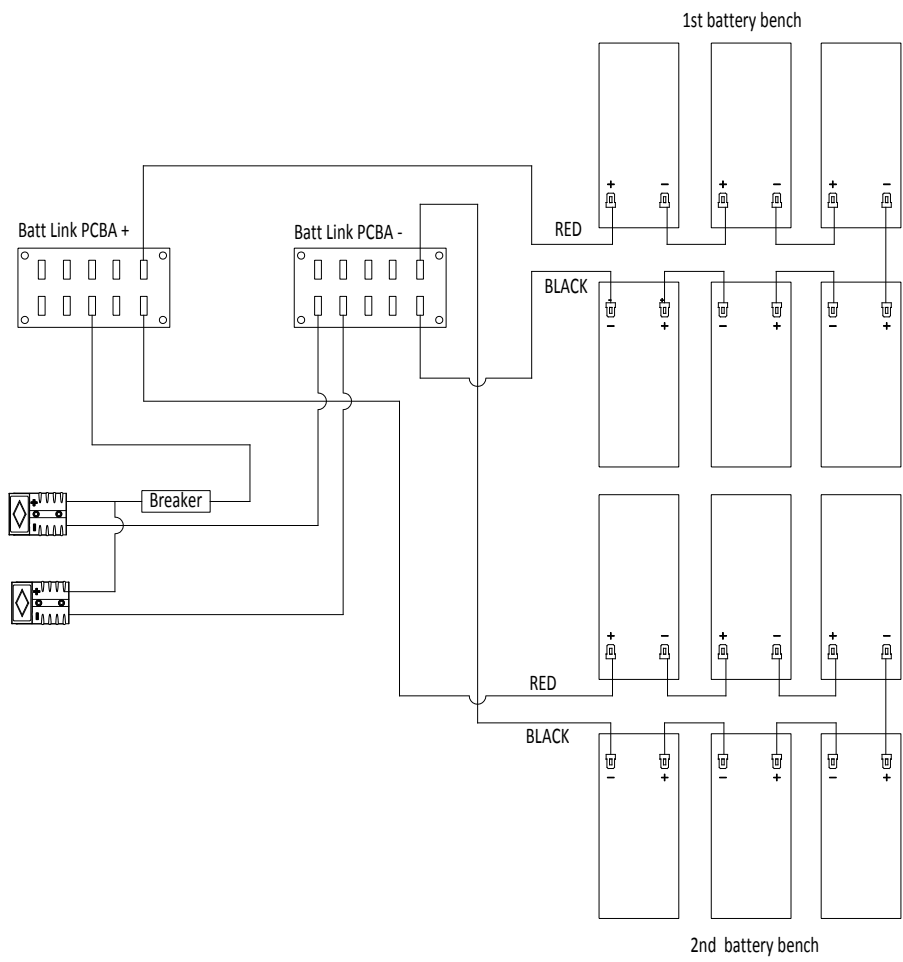 1st battery bench
+ − + − + −
RED
Batt Link PCBA +
Batt Link PCBA -
BLACK
− + − + − +
Breaker
+
-
+
-
+ − + − + −
RED
BLACK
− + − + − +
2nd battery bench